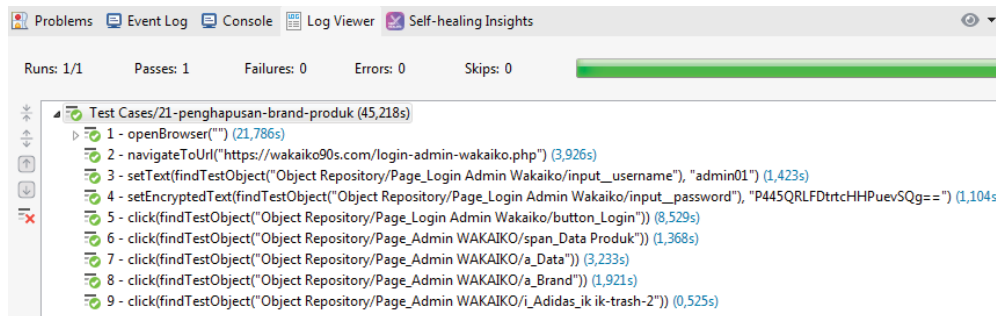 Problems Event Log Console Log Viewer Self-healing Insights
Runs: 1/1 Passes: 1 Failures: 0 Errors: 0 Skips: 0
Test Cases/21-penghapusan-brand-produk (45,218s)
1 - openBrowser("") (21,786s)
2 - navigateToUrl("https://wakaiko90s.com/login-admin-wakaiko.php") (3,926s)
3 - setText(findTestObject("Object Repository/Page_Login Admin Wakaiko/input__username"), "admin01") (1,423s)
4 - setEncryptedText(findTestObject("Object Repository/Page_Login Admin Wakaiko/input__password"), "P445QRLFDtrtcHHPuevSQg==") (1,104s
5 - click(findTestObject("Object Repository/Page_Login Admin Wakaiko/button_Login")) (8,529s)
6 - click(findTestObject("Object Repository/Page_Admin WAKAIKO/span_Data Produk")) (1,368s)
7 - click(findTestObject("Object Repository/Page_Admin WAKAIKO/a_Data")) (3,233s)
8 - click(findTestObject("Object Repository/Page_Admin WAKAIKO/a_Brand")) (1,921s)
9 - click(findTestObject("Object Repository/Page_Admin WAKAIKO/i_Adidas_ik ik-trash-2")) (0,525s)